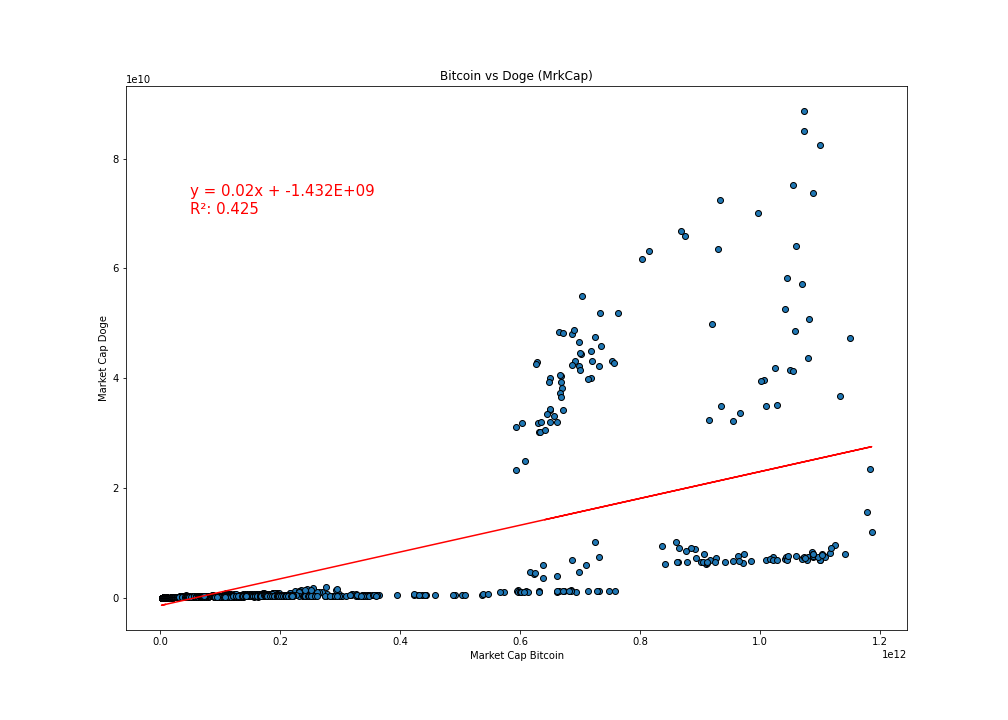 Bitcoin vs Doge (MrkCap)
1e10
y = 0.02x + -1.432E+09
R²: 0.425
8
6
4
2
0
Market Cap Doge
0.0 0.2 0.4 0.6 0.8 1.0 1.2
Market Cap Bitcoin
1e12